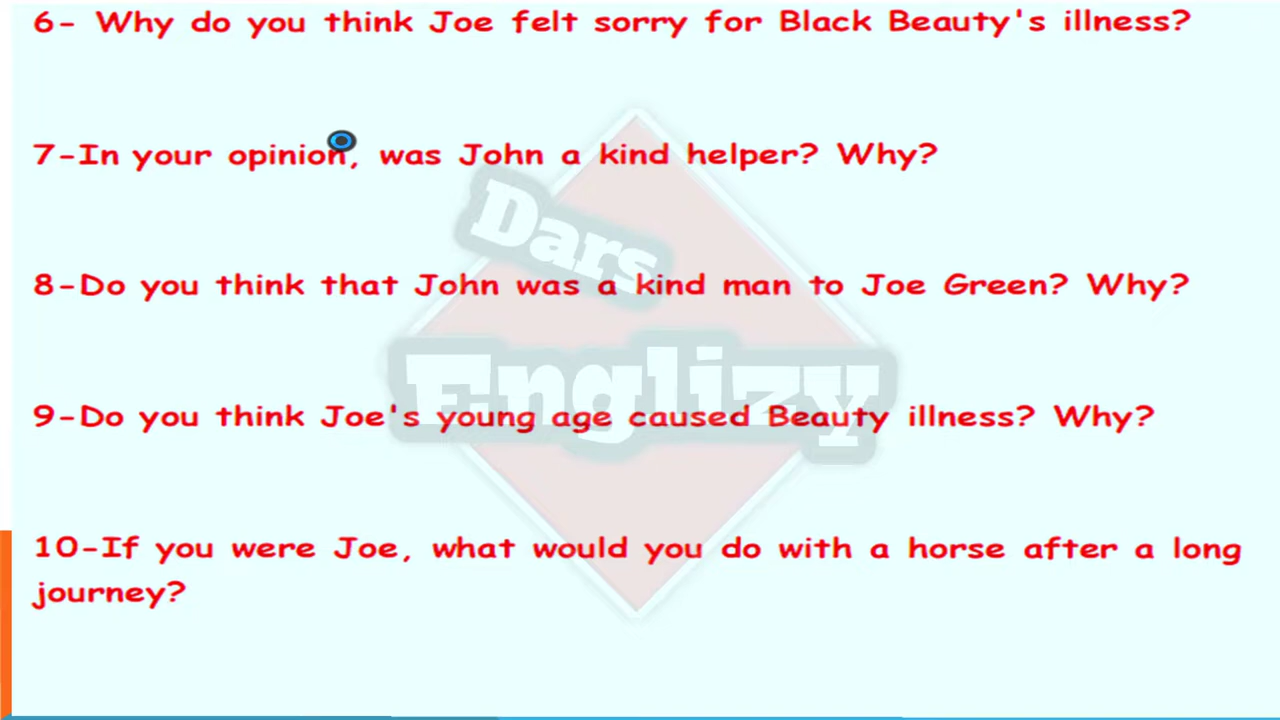 6- Why do you think Joe felt sorry for Black Beauty's illness?
7-In your opinion, was John a kind helper? Why?
Dars
8-Do you think that John was a kind man to Joe Green? Why?
Englizy
9-Do you think Joe's young age caused Beauty illness? Why?
10-If you were Joe, what would you do with a horse after a long
journey?